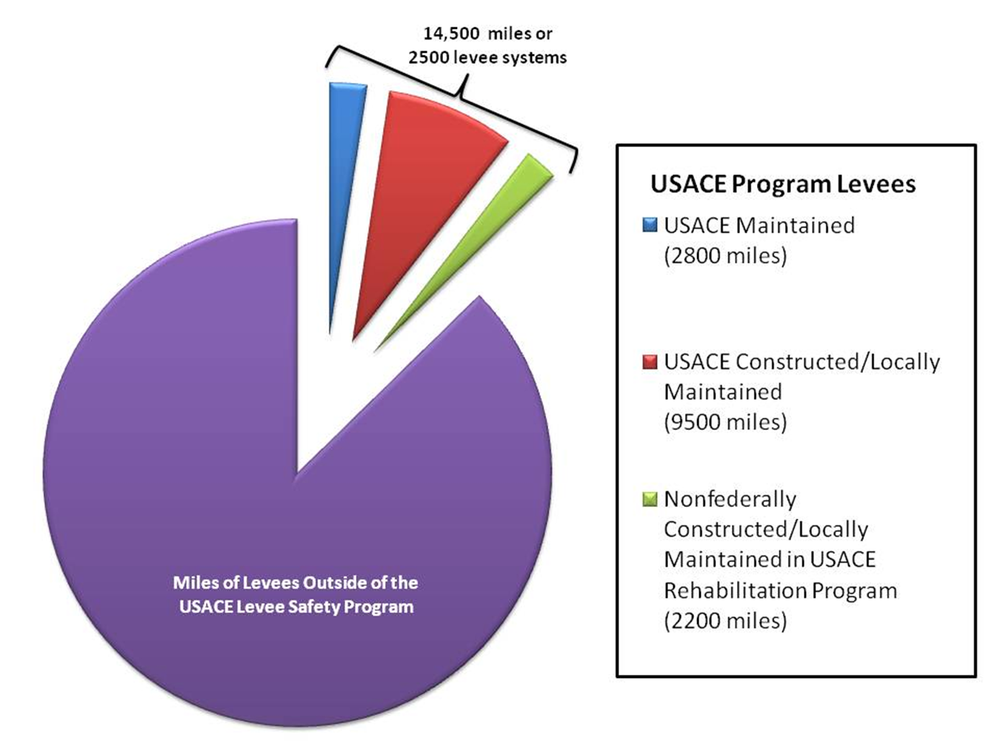 14,500 miles or
2500 levee systems
Miles of Levees Outside of the
USACE Levee Safety Program
USACE Program Levees
USACE Maintained
(2800 miles)
USACE Constructed/Locally
Maintained
(9500 miles)
Nonfederally
Constructed/Locally
Maintained in USACE
Rehabilitation Program
(2200 miles)